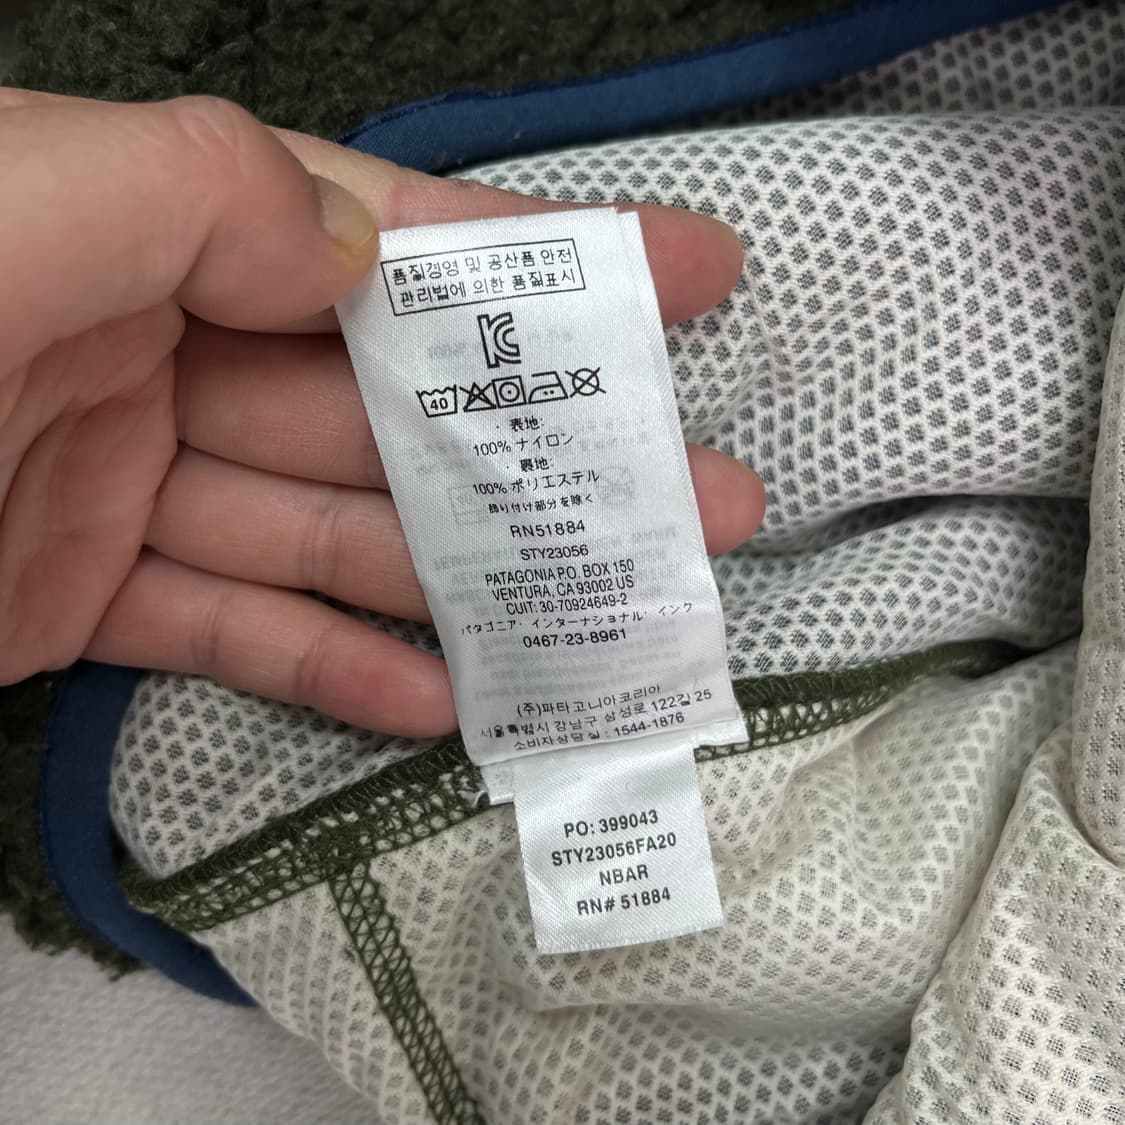 품질경영 및 공산품 안전
관리법에 의한 품질표시
40
· 表地:
100% ナイロン
· 裏地:
100% ポリエステル
飾り付け部分を除く
RN51884
STY23056
PATAGONIA P.O. BOX 150
VENTURA, CA 93002 US
CUIT: 30-70924649-2
パタゴニア・インターナショナル・インク
0467-23-8961
(주)파타고니아코리아
서울특별시 강남구 삼성로 122길 25
소비자상담실 : 1544-1876
PO: 399043
STY23056FA20
NBAR
RN# 51884